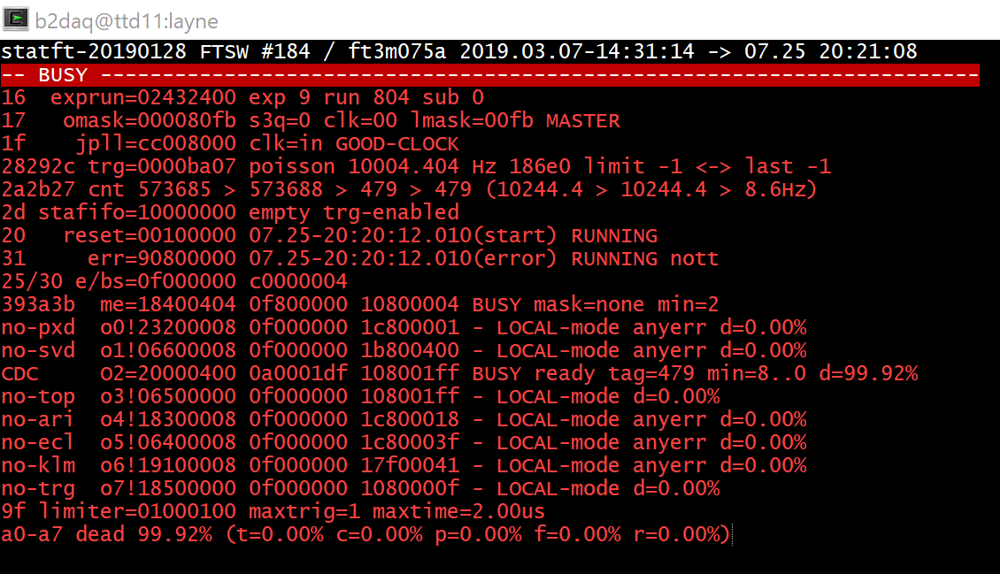 b2daq@ttd11:layne
statft-20190128 FTSW #184 / ft3m075a 2019.03.07-14:31:14 -> 07.25 20:21:08
-- BUSY -----------------------------------------------------------------------
16  exprun=02432400 exp 9 run 804 sub 0
17   omask=000080fb s3q=0 clk=00 lmask=00fb MASTER
1f    jpll=cc008000 clk=in GOOD-CLOCK
28292c trg=0000ba07 poisson 10004.404 Hz 186e0 limit -1 <-> last -1
2a2b27 cnt 573685 > 573688 > 479 > 479 (10244.4 > 10244.4 > 8.6Hz)
2d stafifo=10000000 empty trg-enabled
20   reset=00100000 07.25-20:20:12.010(start) RUNNING
31     err=90800000 07.25-20:20:12.010(error) RUNNING nott
25/30 e/bs=0f000000 c0000004
393a3b  me=18400404 0f800000 10800004 BUSY mask=none min=2
no-pxd  o0!23200008 0f000000 1c800001 - LOCAL-mode anyerr d=0.00%
no-svd  o1!06600008 0f000000 1b800400 - LOCAL-mode anyerr d=0.00%
CDC     O2=20000400 0a0001df 108001ff BUSY ready tag=479 min=8..0 d=99.92%
no-top  o3!06500000 0f000000 108001ff - LOCAL-mode d=0.00%
no-ari  o4!18300008 0f000000 1c800018 - LOCAL-mode anyerr d=0.00%
no-ecl  o5!06400008 0f000000 1c80003f - LOCAL-mode anyerr d=0.00%
no-klm  o6!19100008 0f000000 17f00041 - LOCAL-mode anyerr d=0.00%
no-trg  o7!18500000 0f000000 1080000f - LOCAL-mode d=0.00%
9f limiter=01000100 maxtrig=1 maxtime=2.00us
a0-a7 dead 99.92% (t=0.00% c=0.00% p=0.00% f=0.00% r=0.00%)